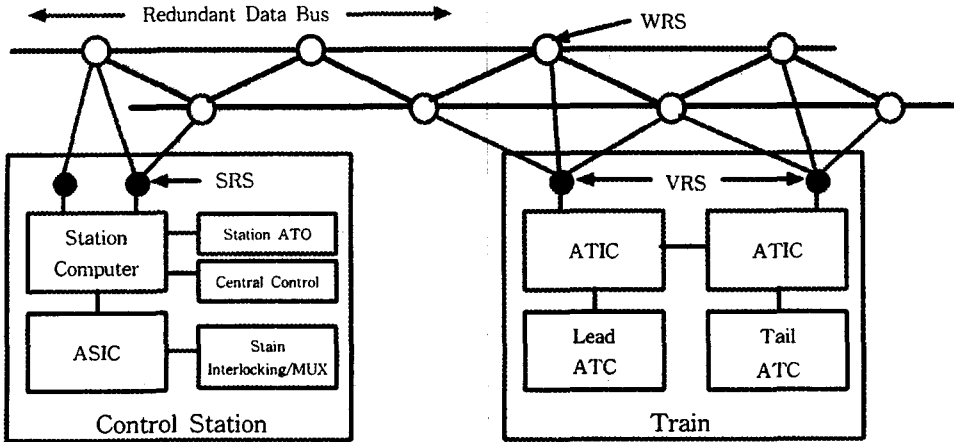 Redundant Data Bus
WRS
SRS
VRS
Station
Computer
Station ATO
Central Control
ASIC
Stain
Interlocking/MUX
Control Station
ATIC
ATIC
Lead
ATC
Tail
ATC
Train